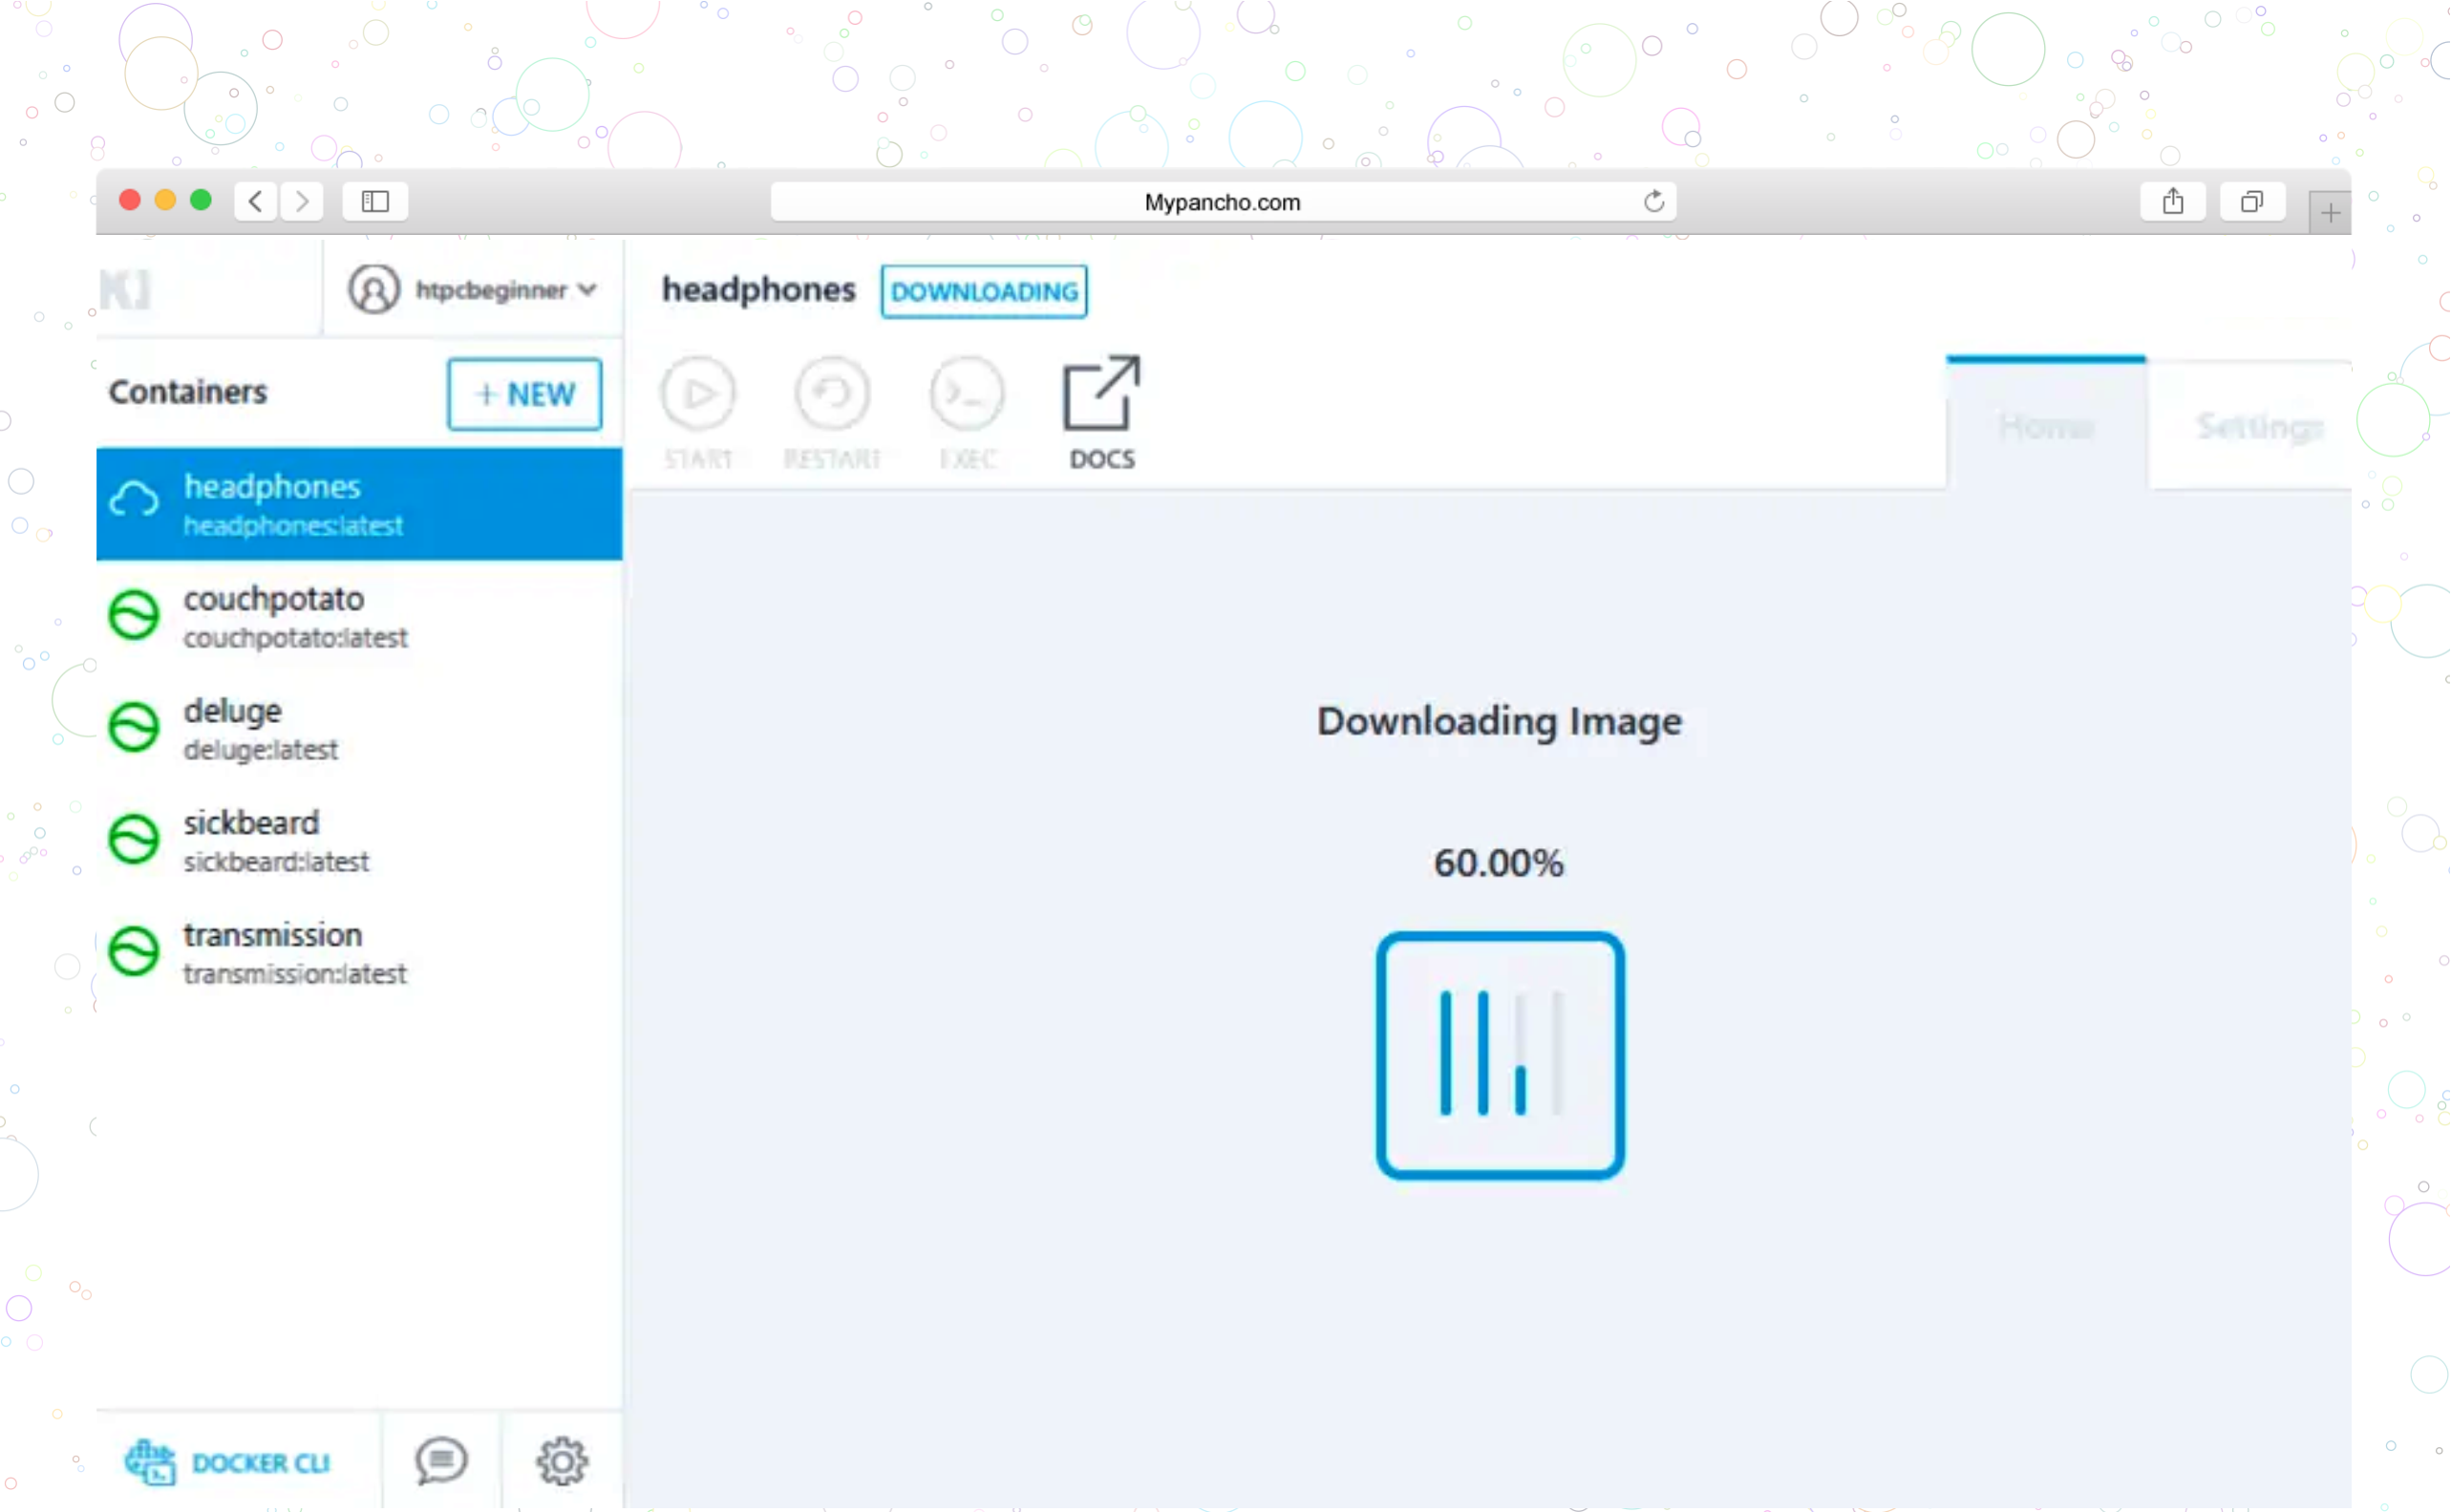 Mypancho.com
htpcbeginner
headphones DOWNLOADING
Containers
+ NEW
START RESTART EXEC DOCS
Home Settings
headphones
headphones:latest
couchpotato
couchpotato:latest
deluge
deluge:latest
sickbeard
sickbeard:latest
transmission
transmission:latest
Downloading Image
60.00%
DOCKER CLI